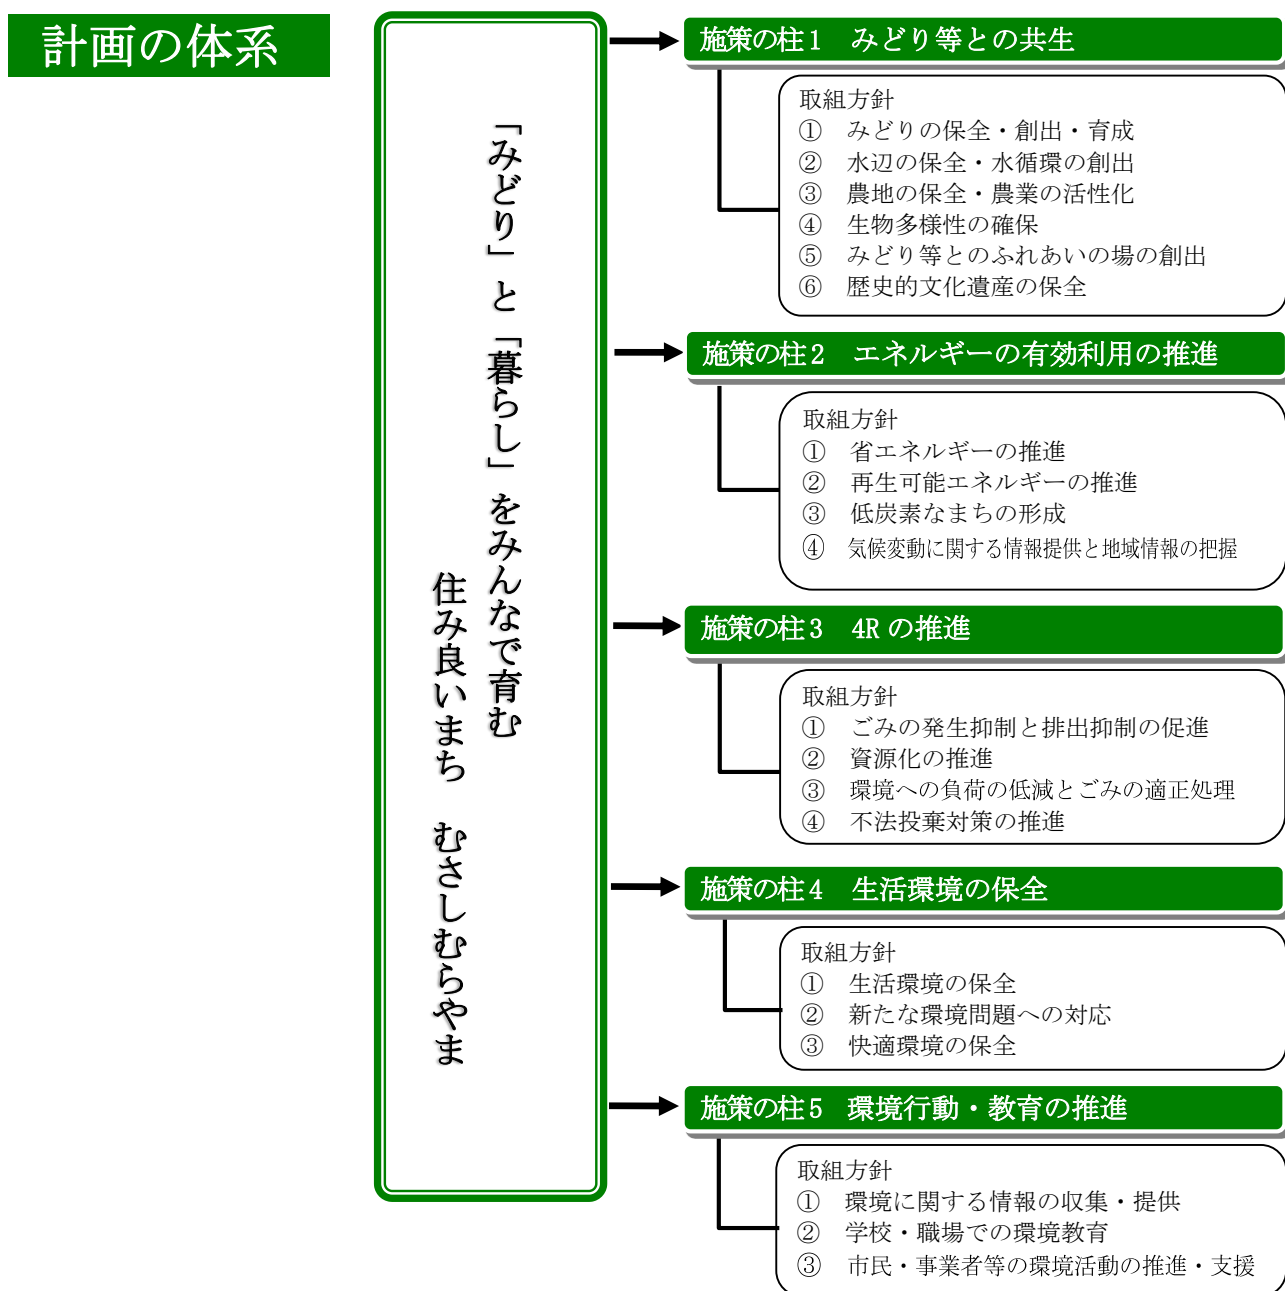 計画の体系
「みどり」と「暮らし」をみんなで育む
住み良いまち　むさしむらやま
施策の柱1　みどり等との共生
取組方針
①　みどりの保全・創出・育成
②　水辺の保全・水循環の創出
③　農地の保全・農業の活性化
④　生物多様性の確保
⑤　みどり等とのふれあいの場の創出
⑥　歴史的文化遺産の保全
施策の柱2　エネルギーの有効利用の推進
取組方針
①　省エネルギーの推進
②　再生可能エネルギーの推進
③　低炭素なまちの形成
④　気候変動に関する情報提供と地域情報の把握
施策の柱3　4Rの推進
取組方針
①　ごみの発生抑制と排出抑制の促進
②　資源化の推進
③　環境への負荷の低減とごみの適正処理
④　不法投棄対策の推進
施策の柱4　生活環境の保全
取組方針
①　生活環境の保全
②　新たな環境問題への対応
③　快適環境の保全
施策の柱5　環境行動・教育の推進
取組方針
①　環境に関する情報の収集・提供
②　学校・職場での環境教育
③　市民・事業者等の環境活動の推進・支援